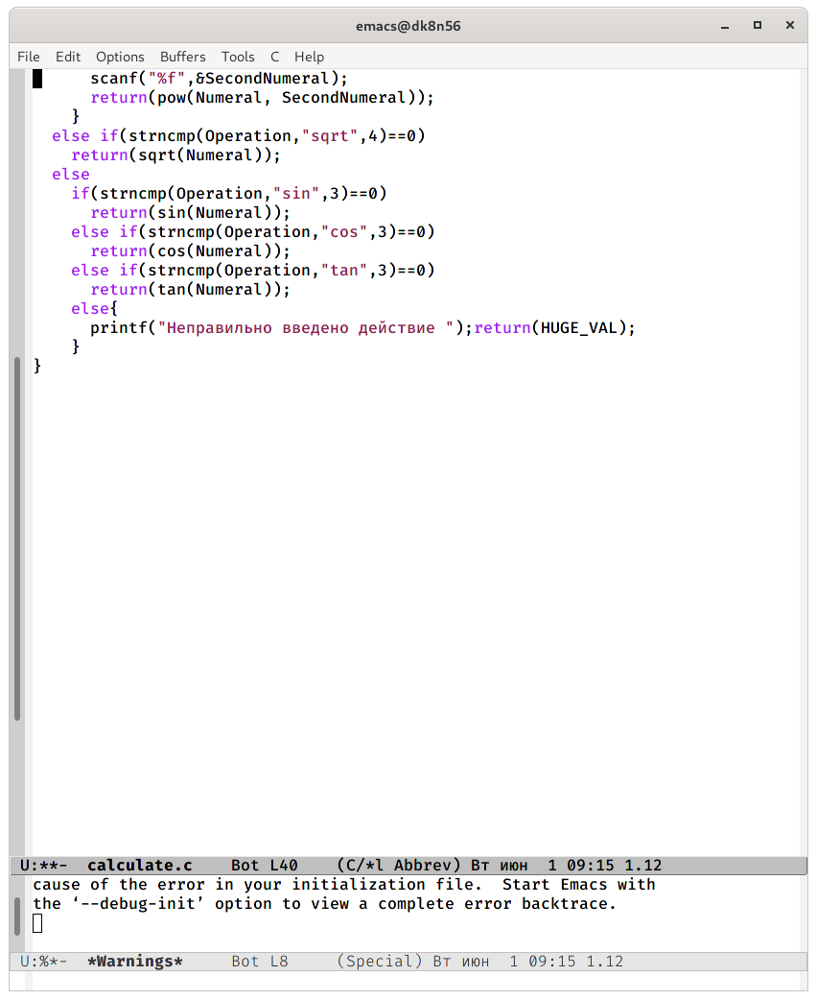 emacs@dk8n56
File Edit Options Buffers Tools C Help
      scanf("%f",&SecondNumeral);
      return(pow(Numeral, SecondNumeral));
    }
  else if(strncmp(Operation,"sqrt",4)==0)
    return(sqrt(Numeral));
  else
    if(strncmp(Operation,"sin",3)==0)
      return(sin(Numeral));
    else if(strncmp(Operation,"cos",3)==0)
      return(cos(Numeral));
    else if(strncmp(Operation,"tan",3)==0)
      return(tan(Numeral));
    else{
      printf("Неправильно введено действие ");return(HUGE_VAL);
    }
}
U:**-  calculate.c    Bot L40    (C/*l Abbrev) Вт июн  1 09:15 1.12
cause of the error in your initialization file.  Start Emacs with
the ‘--debug-init’ option to view a complete error backtrace.
U:%*-  *Warnings*     Bot L8     (Special) Вт июн  1 09:15 1.12